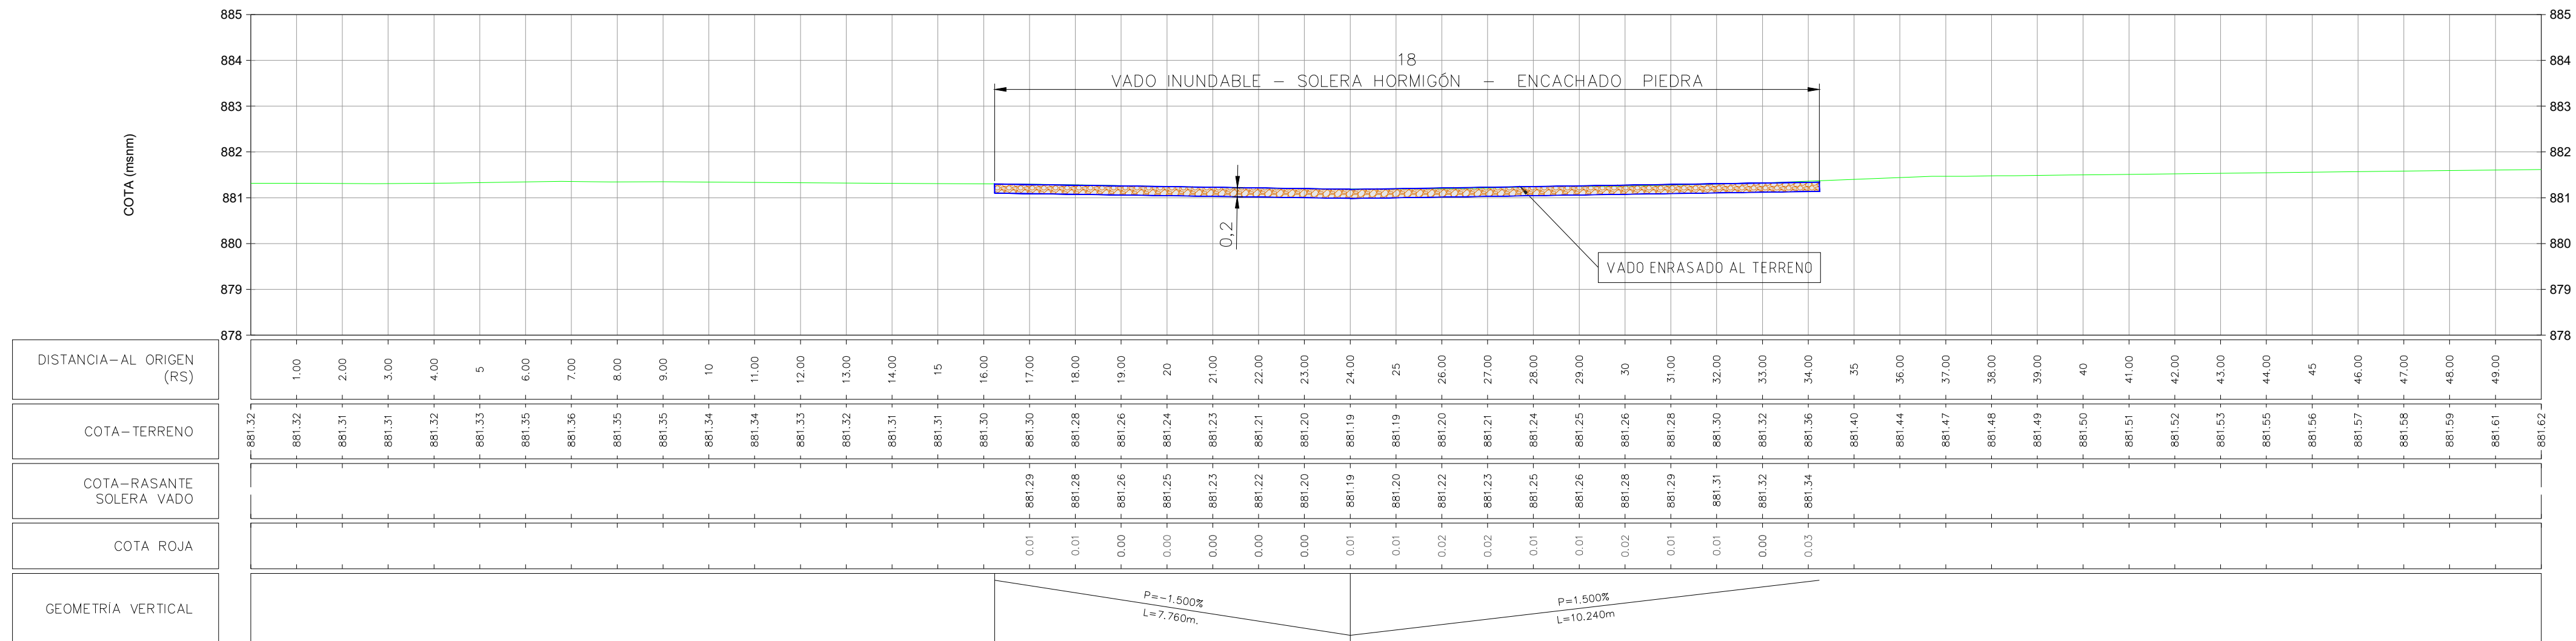 885
885
884
884
883
883
882
882
881
881
880
880
879
879
878
878
COTA (msnm)
18
VADO INUNDABLE – SOLERA HORMIGÓN – ENCACHADO PIEDRA
0,2
VADO ENRASADO AL TERRENO
DISTANCIA–AL ORIGEN
(RS)
1.00 2.00 3.00 4.00 5 6.00 7.00 8.00 9.00 10 11.00 12.00 13.00 14.00 15 16.00 17.00 18.00 19.00 20 21.00 22.00 23.00 24.00 25 26.00 27.00 28.00 29.00 30 31.00 32.00 33.00 34.00 35 36.00 37.00 38.00 39.00 40 41.00 42.00 43.00 44.00 45 46.00 47.00 48.00 49.00
COTA–TERRENO
881.32 881.32 881.31 881.31 881.32 881.33 881.35 881.36 881.35 881.35 881.34 881.34 881.33 881.32 881.31 881.31 881.30 881.30 881.28 881.26 881.24 881.23 881.21 881.20 881.19 881.19 881.20 881.21 881.24 881.25 881.26 881.28 881.30 881.32 881.36 881.40 881.44 881.47 881.48 881.49 881.50 881.51 881.52 881.53 881.55 881.56 881.57 881.58 881.59 881.61 881.62
COTA–RASANTE
SOLERA VADO
881.29 881.28 881.26 881.25 881.23 881.22 881.20 881.19 881.20 881.22 881.23 881.25 881.26 881.28 881.29 881.31 881.32 881.34
COTA ROJA
0.01 0.01 0.00 0.00 0.00 0.00 0.00 0.01 0.01 0.02 0.02 0.01 0.01 0.02 0.01 0.01 0.00 0.03
GEOMETRÍA VERTICAL
P=–1.500%
L=7.760m.
P=1.500%
L=10.240m